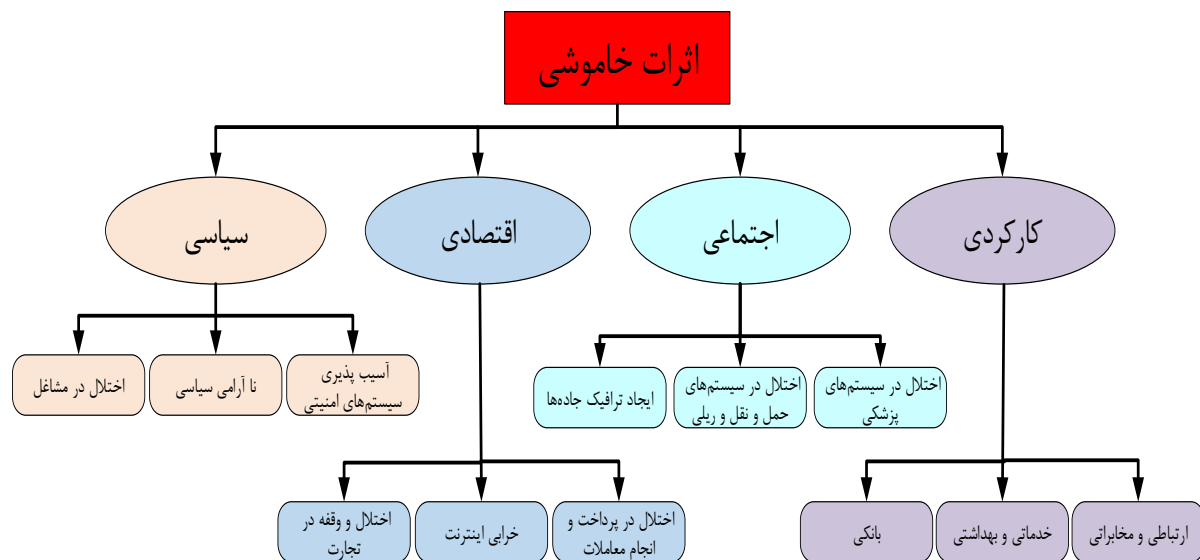 اثرات خاموشی
کارکردی
اجتماعی
اقتصادی
سیاسی
اختلال در سیستم‌های
پزشکی
اختلال در سیستم‌های
حمل و نقل و ریلی
ایجاد ترافیک جاده‌ها
آسیب پذیری
سیستم‌های امنیتی
نا آرامی سیاسی
اختلال در مشاغل
ارتباطی و مخابراتی
خدماتی و بهداشتی
بانکی
اختلال در پرداخت و
انجام معاملات
خرابی اینترنت
اختلال و وقفه در
تجارت